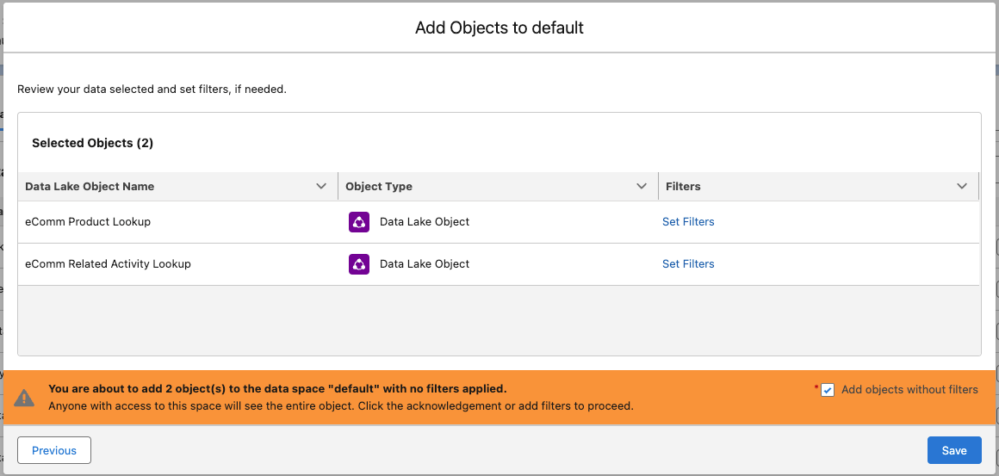 Add Objects to default
Review your data selected and set filters, if needed.
Selected Objects (2)
Data Lake Object Name
Object Type
Filters
eComm Product Lookup
Data Lake Object
Set Filters
eComm Related Activity Lookup
Data Lake Object
Set Filters
You are about to add 2 object(s) to the data space "default" with no filters applied.
Anyone with access to this space will see the entire object. Click the acknowledgement or add filters to proceed.
* Add objects without filters
Previous
Save